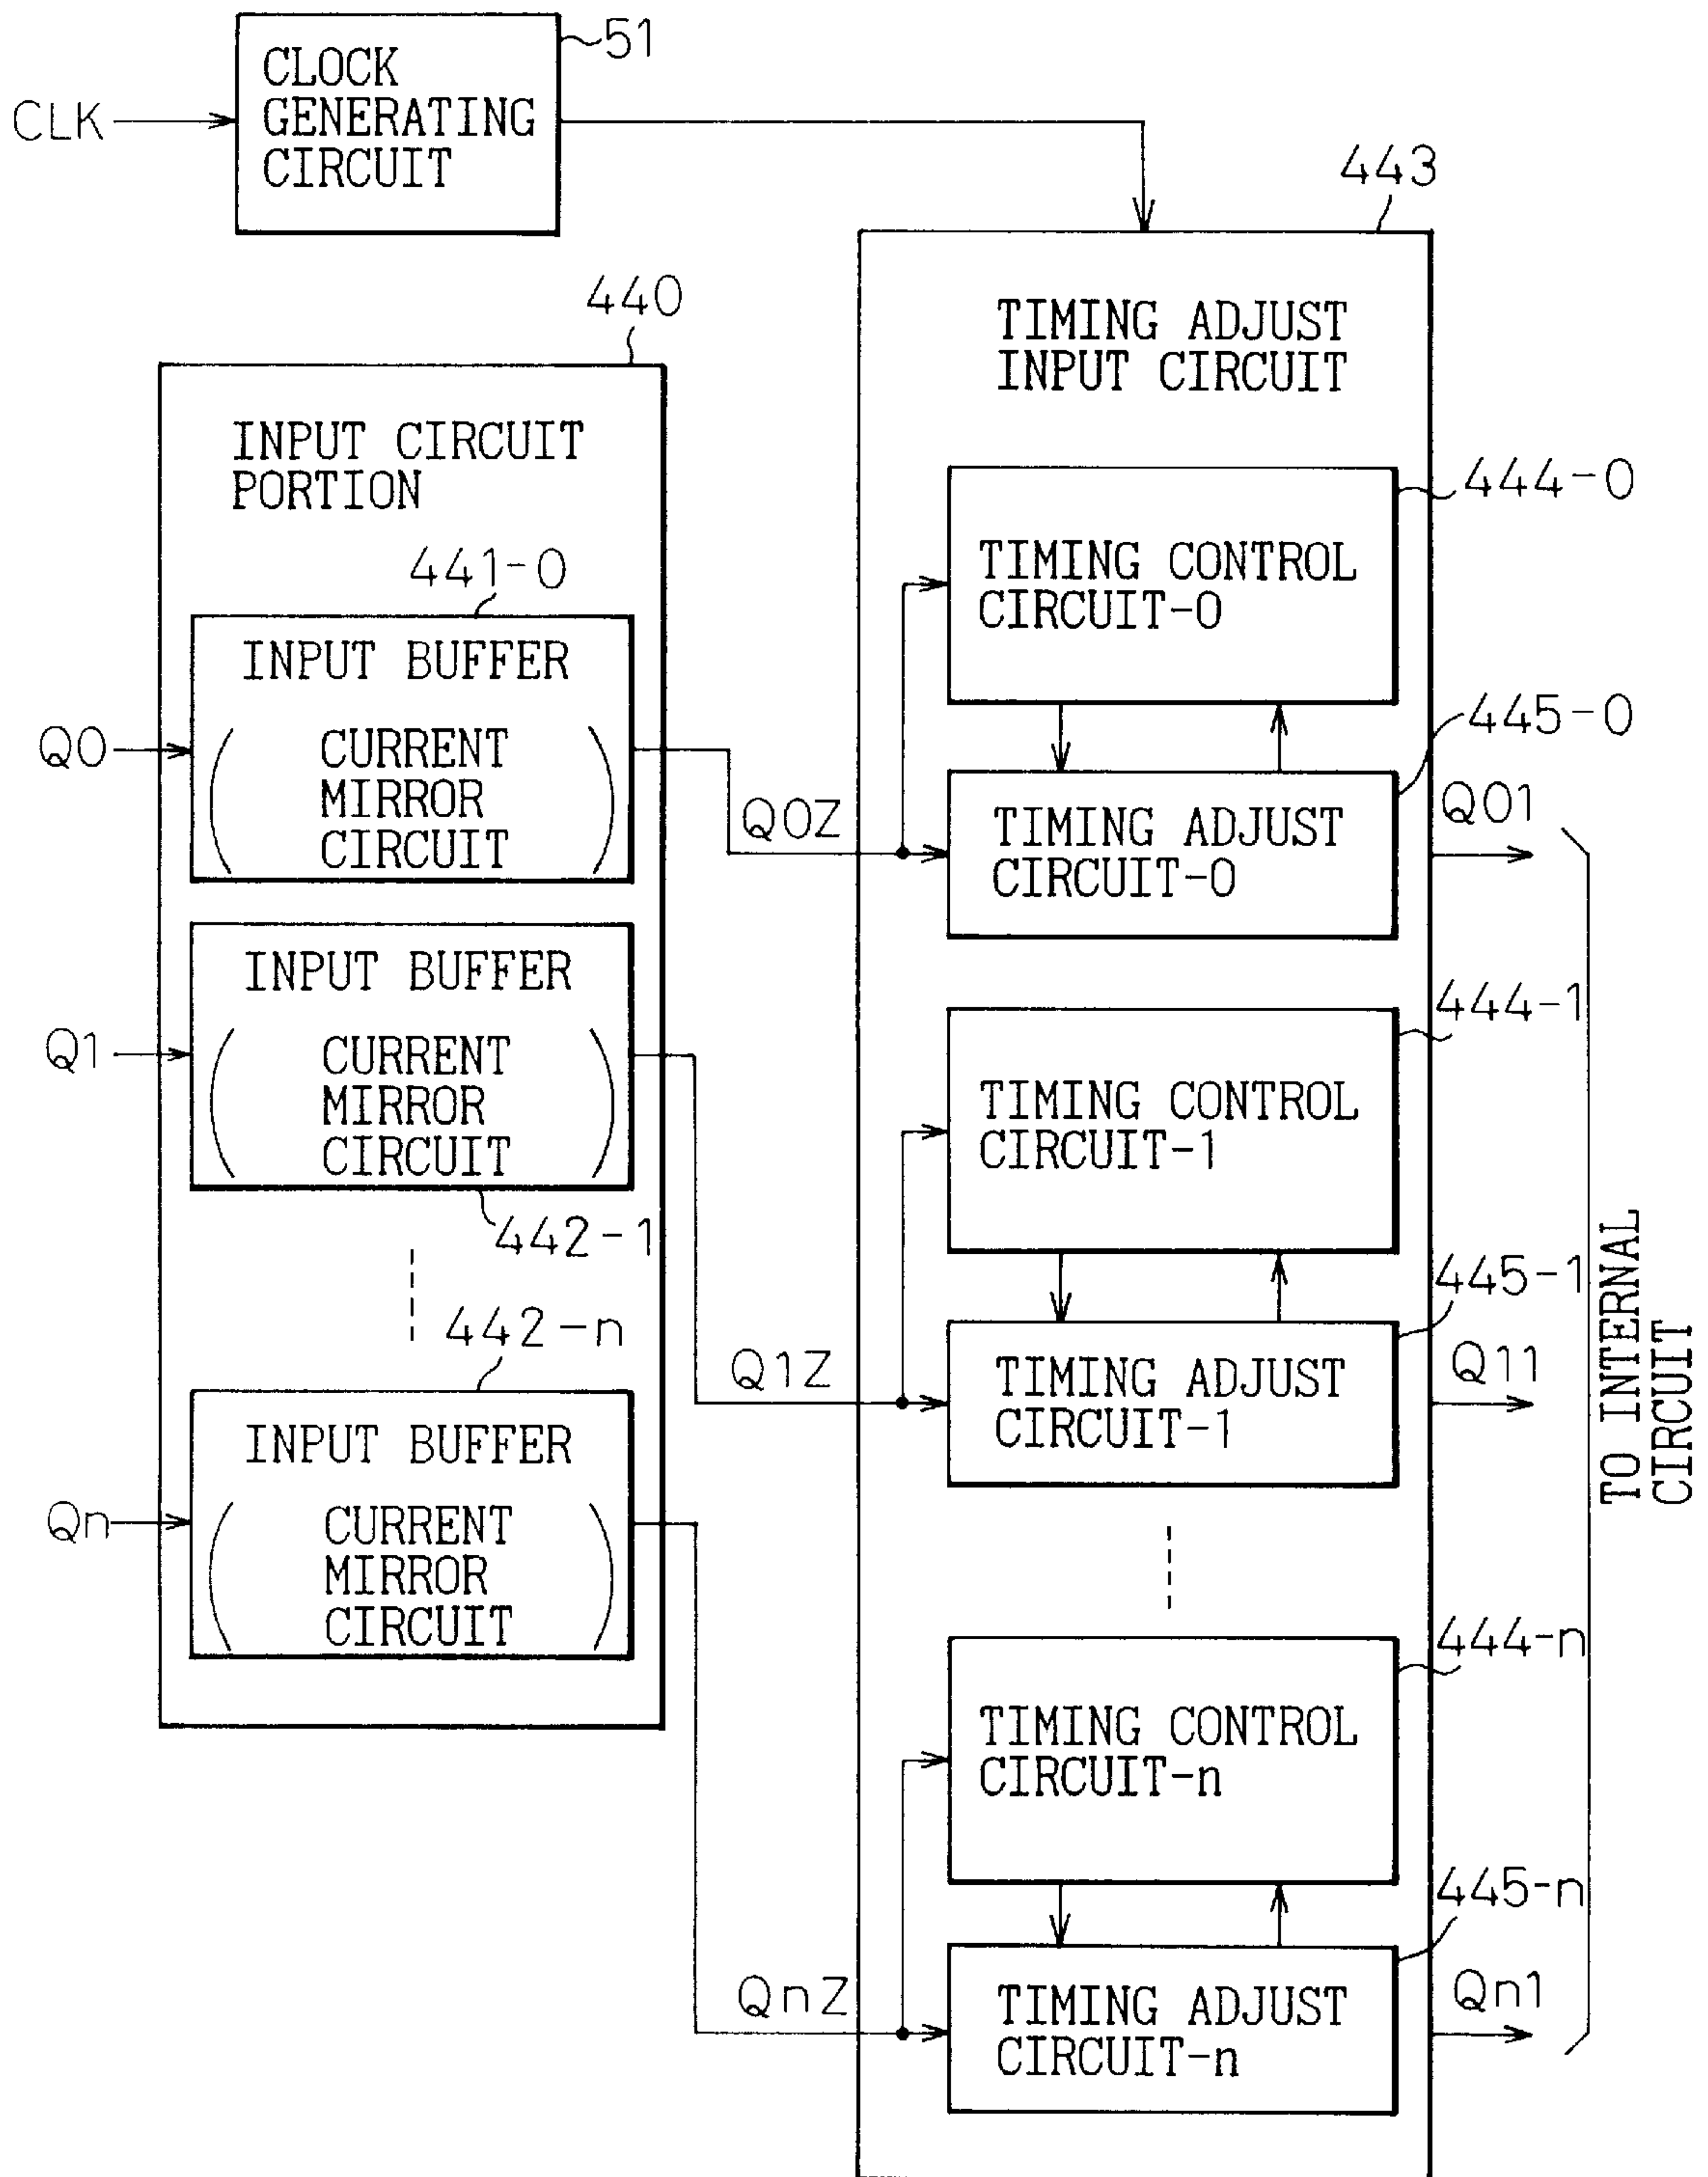 51
CLOCK
GENERATING
CIRCUIT
CLK
443
440
TIMING ADJUST
INPUT CIRCUIT
INPUT CIRCUIT
PORTION
444-0
441-0
TIMING CONTROL
CIRCUIT-0
INPUT BUFFER
Q0
CURRENT
MIRROR
CIRCUIT
445-0
Q0Z
TIMING ADJUST
CIRCUIT-0
Q01
INPUT BUFFER
Q1
CURRENT
MIRROR
CIRCUIT
442-1
444-1
TIMING CONTROL
CIRCUIT-1
445-1
Q1Z
TIMING ADJUST
CIRCUIT-1
Q11
TO INTERNAL
CIRCUIT
442-n
INPUT BUFFER
Qn
CURRENT
MIRROR
CIRCUIT
444-n
TIMING CONTROL
CIRCUIT-n
445-n
QnZ
TIMING ADJUST
CIRCUIT-n
Qn1